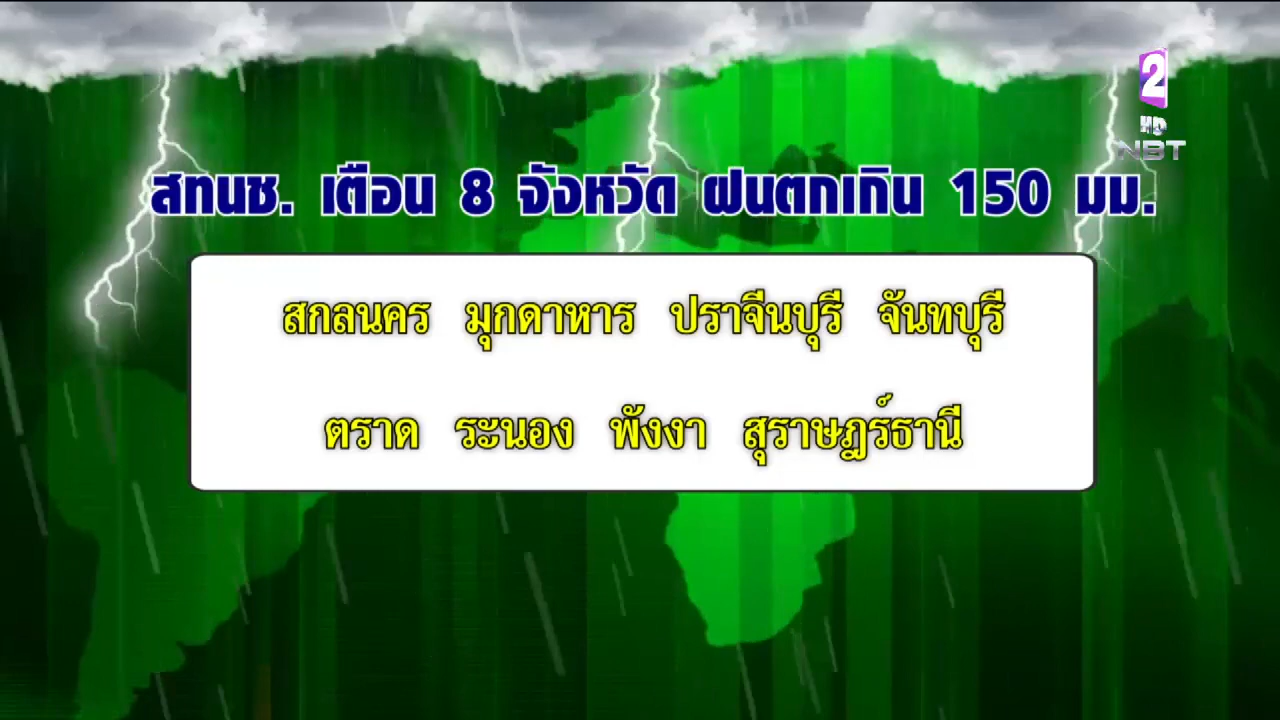 2
HD
NBT
สทนช. เตือน 8 จังหวัด ฝนตกเกิน 150 มม.
สกลนคร มุกดาหาร ปราจีนบุรี จันทบุรี
ตราด ระนอง พังงา สุราษฎร์ธานี